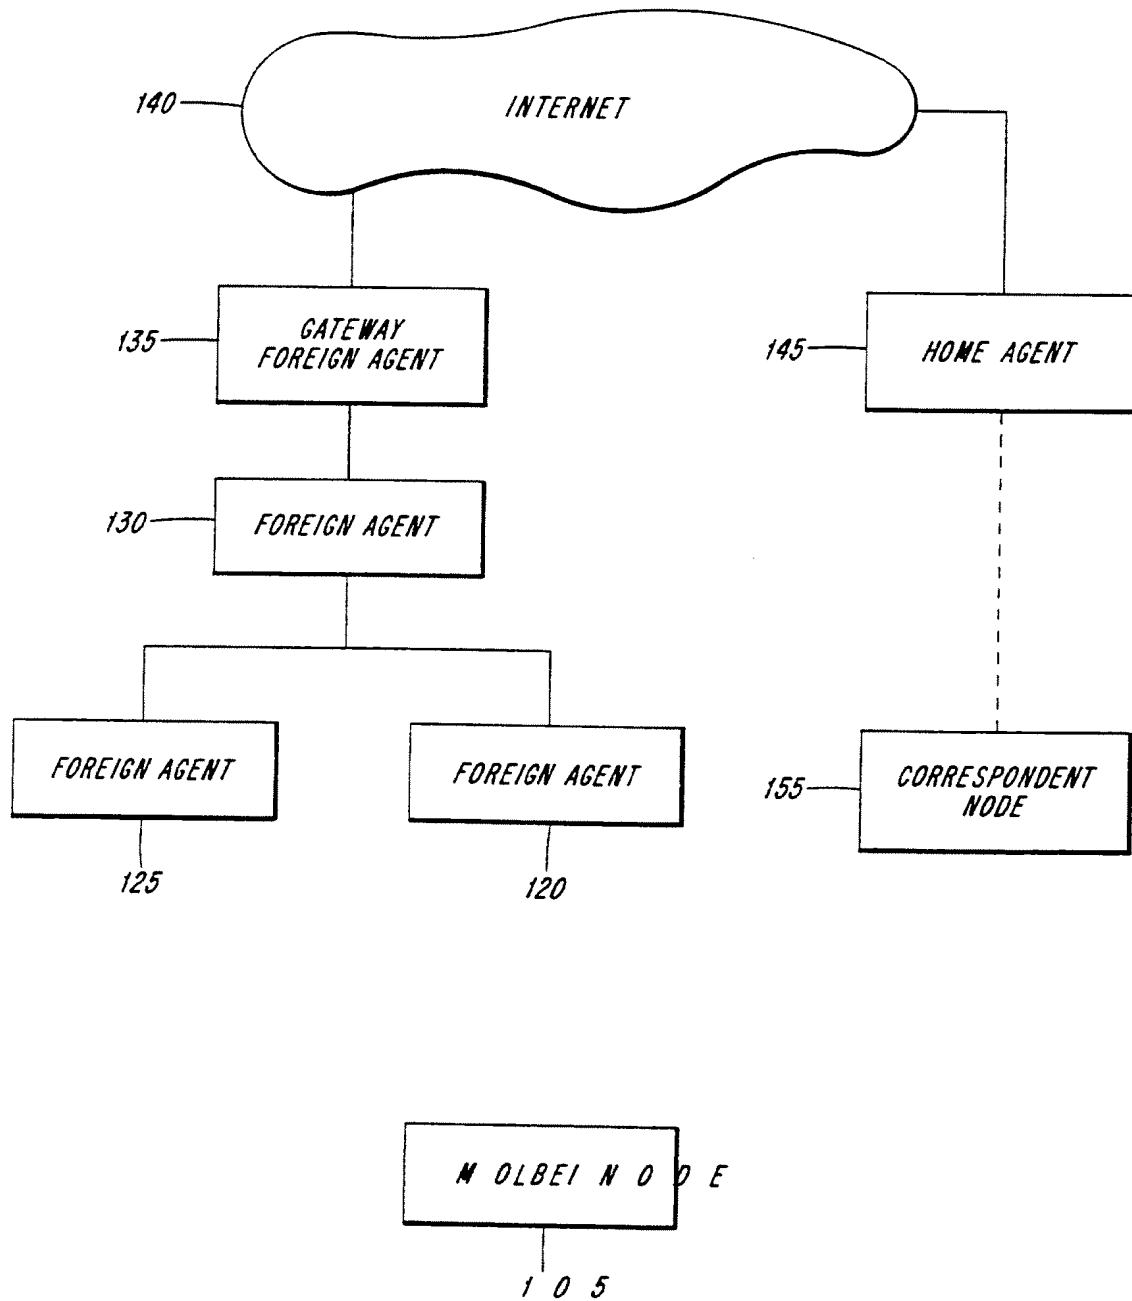 140
INTERNET
135
GATEWAY
FOREIGN AGENT
145
HOME AGENT
130
FOREIGN AGENT
FOREIGN AGENT
FOREIGN AGENT
155
CORRESPONDENT
NODE
125
120
M OLBEI N O D E
1 0 5